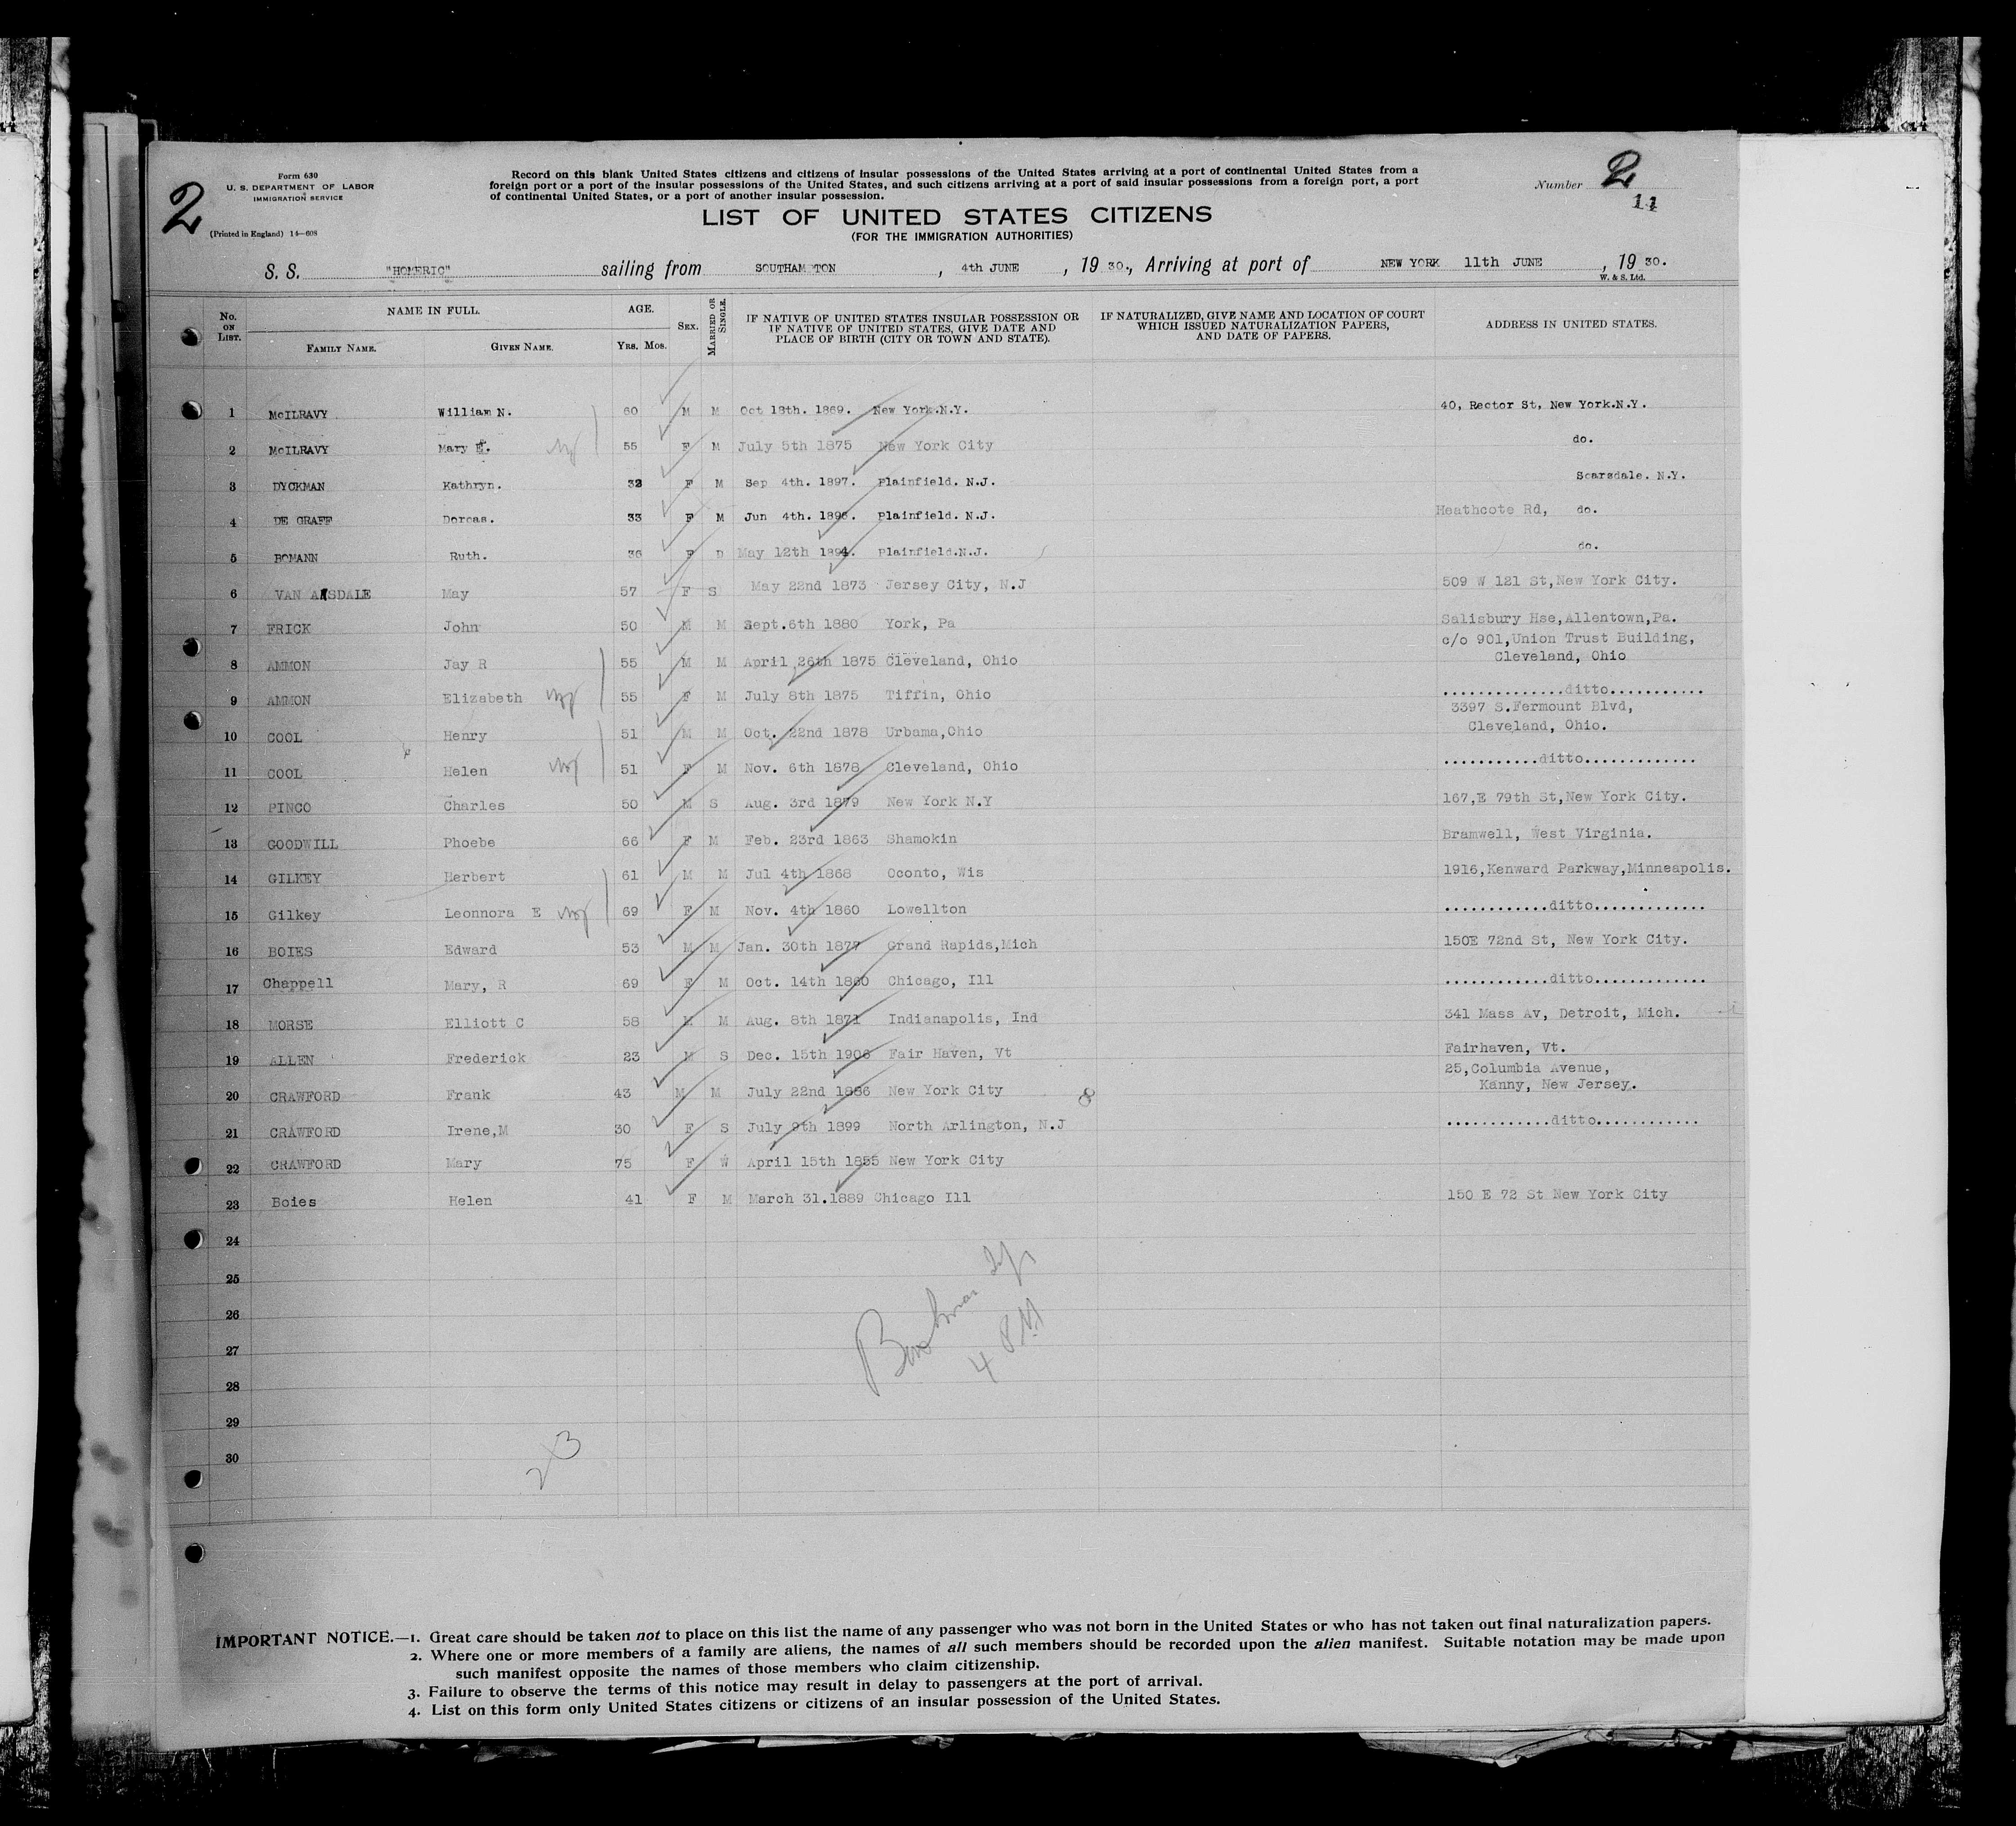 Form 630
U. S. DEPARTMENT OF LABOR
IMMIGRATION SERVICE
(Printed in England) 14—608
2
Record on this blank United States citizens and citizens of insular possessions of the United States arriving at a port of continental United States from a
foreign port or a port of the insular possessions of the United States, and such citizens arriving at a port of said insular possessions from a foreign port, a port
of continental United States, or a port of another insular possession.
Number 2
11
LIST OF UNITED STATES CITIZENS
(FOR THE IMMIGRATION AUTHORITIES)
S. S. "HOMERIC" sailing from SOUTHAMPTON, 4th JUNE, 1930., Arriving at port of NEW YORK 11th JUNE, 1930.
W. & S. Ltd.
No. ON LIST. NAME IN FULL. FAMILY NAME. GIVEN NAME. AGE. YRS. MOS. SEX. MARRIED OR SINGLE. IF NATIVE OF UNITED STATES INSULAR POSSESSION OR IF NATIVE OF UNITED STATES, GIVE DATE AND PLACE OF BIRTH (CITY OR TOWN AND STATE). IF NATURALIZED, GIVE NAME AND LOCATION OF COURT WHICH ISSUED NATURALIZATION PAPERS, AND DATE OF PAPERS. ADDRESS IN UNITED STATES.
1 McILRAVY William N. 60 M M Oct 18th. 1869. New York.N.Y. 40, Rector St, New York.N.Y.
2 McILRAVY Mary E. 55 F M July 5th 1875 New York City do.
3 DYCKMAN Kathryn. 32 F M Sep 4th. 1897. Plainfield. N.J. Scarsdale. N.Y.
4 DE GRAFF Dorcas. 33 F M Jun 4th. 1896. Plainfield. N.J. Heathcote Rd, do.
5 BOMANN Ruth. 36 F D May 12th 1894. Plainfield.N.J. do.
6 VAN ARSDALE May 57 F S May 22nd 1873 Jersey City, N.J 509 W 121 St,New York City.
7 FRICK John 50 M M Sept.6th 1880 York, Pa Salisbury Hse,Allentown,Pa.
c/o 901,Union Trust Building,
8 AMMON Jay R 55 M M April 26th 1875 Cleveland, Ohio Cleveland, Ohio
9 AMMON Elizabeth 55 F M July 8th 1875 Tiffin, Ohio ..............ditto...........
3397 S.Fermount Blvd,
10 COOL Henry 51 M M Oct. 22nd 1878 Urbama,Ohio Cleveland, Ohio.
11 COOL Helen 51 F M Nov. 6th 1878 Cleveland, Ohio ...........ditto.............
12 PINCO Charles 50 M S Aug. 3rd 1879 New York N.Y 167,E 79th St,New York City.
13 GOODWILL Phoebe 66 F M Feb. 23rd 1863 Shamokin Bramwell, West Virginia.
14 GILKEY Herbert 61 M M Jul 4th 1868 Oconto, Wis 1916,Kenward Parkway,Minneapolis.
15 Gilkey Leonnora E 69 F M Nov. 4th 1860 Lowellton ............ditto.............
16 BOIES Edward 53 M M Jan. 30th 1877 Grand Rapids,Mich 150E 72nd St, New York City.
17 Chappell Mary, R 69 F M Oct. 14th 1860 Chicago, Ill ............ditto.............
18 MORSE Elliott C 58 M M Aug. 8th 1871 Indianapolis, Ind 341 Mass Av, Detroit, Mich.
19 ALLEN Frederick 23 M S Dec. 15th 1906 Fair Haven, Vt Fairhaven, Vt.
25,Columbia Avenue,
20 CRAWFORD Frank 43 M M July 22nd 1886 New York City 8 Kanny, New Jersey.
21 CRAWFORD Irene,M 30 F S July 9th 1899 North Arlington, N.J ............ditto............
22 CRAWFORD Mary 75 F W April 15th 1855 New York City
23 Boies Helen 41 F M March 31.1889 Chicago Ill 150 E 72 St New York City
24
25
26
27
28
29
30
4 PM
23
IMPORTANT NOTICE.—1. Great care should be taken not to place on this list the name of any passenger who was not born in the United States or who has not taken out final naturalization papers.
2. Where one or more members of a family are aliens, the names of all such members should be recorded upon the alien manifest. Suitable notation may be made upon
such manifest opposite the names of those members who claim citizenship.
3. Failure to observe the terms of this notice may result in delay to passengers at the port of arrival.
4. List on this form only United States citizens or citizens of an insular possession of the United States.